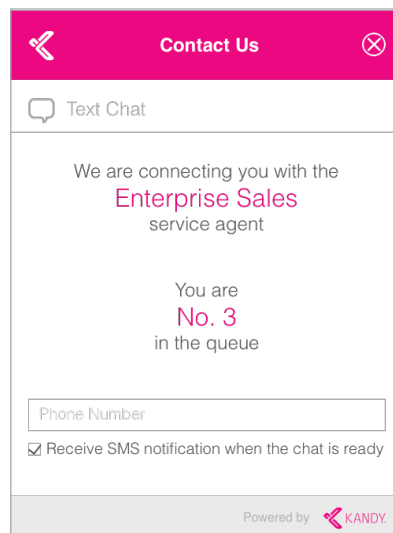 Contact Us
Text Chat
We are connecting you with the
Enterprise Sales
service agent
You are
No. 3
in the queue
Phone Number
Receive SMS notification when the chat is ready
Powered by KANDY.